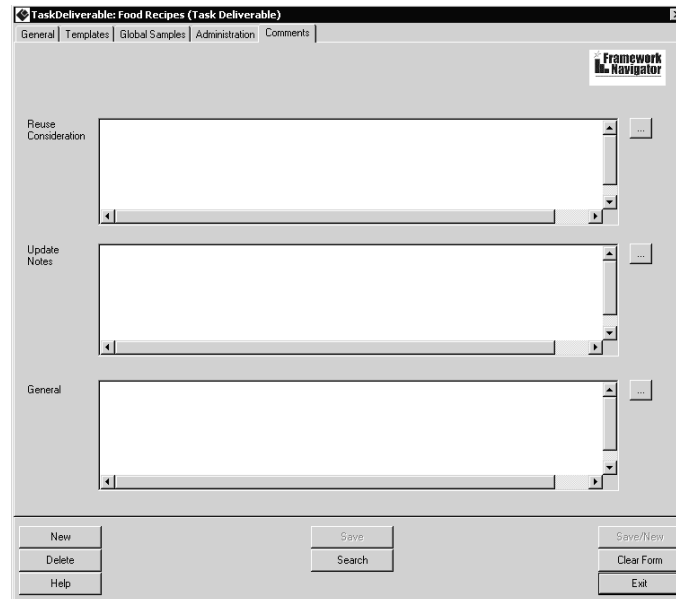 TaskDeliverable: Food Recipes (Task Deliverable)
General Templates Global Samples Administration Comments
Framework
Navigator
Reuse
Consideration
...
Update
Notes
...
General
...
New Save Save/New
Delete Search Clear Form
Help Exit